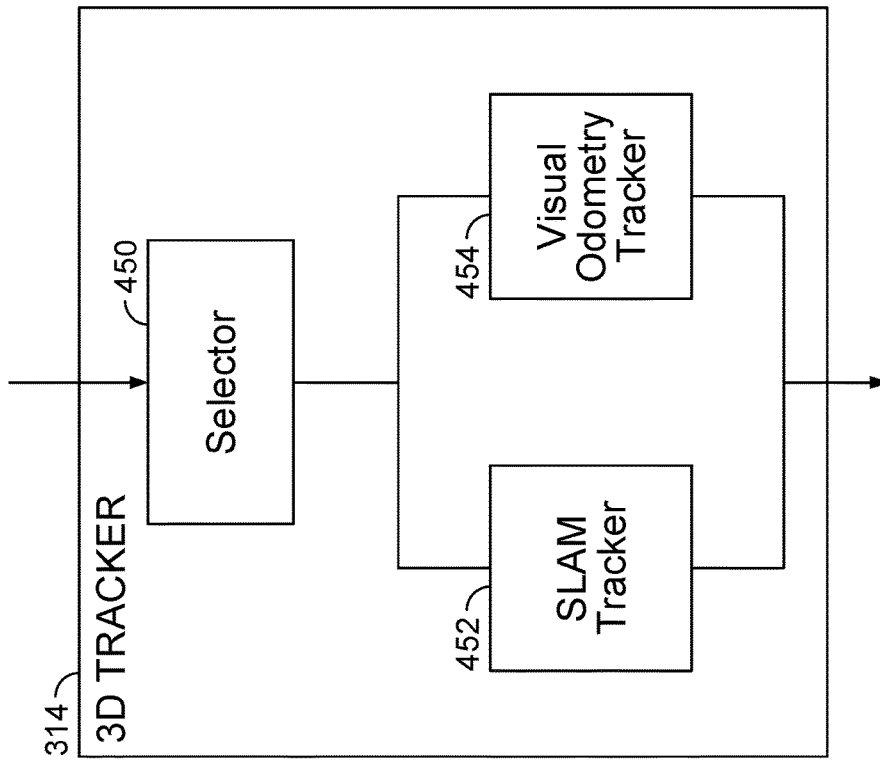 314
3D TRACKER
450
Selector
452
SLAM
Tracker
454
Visual
Odometry
Tracker